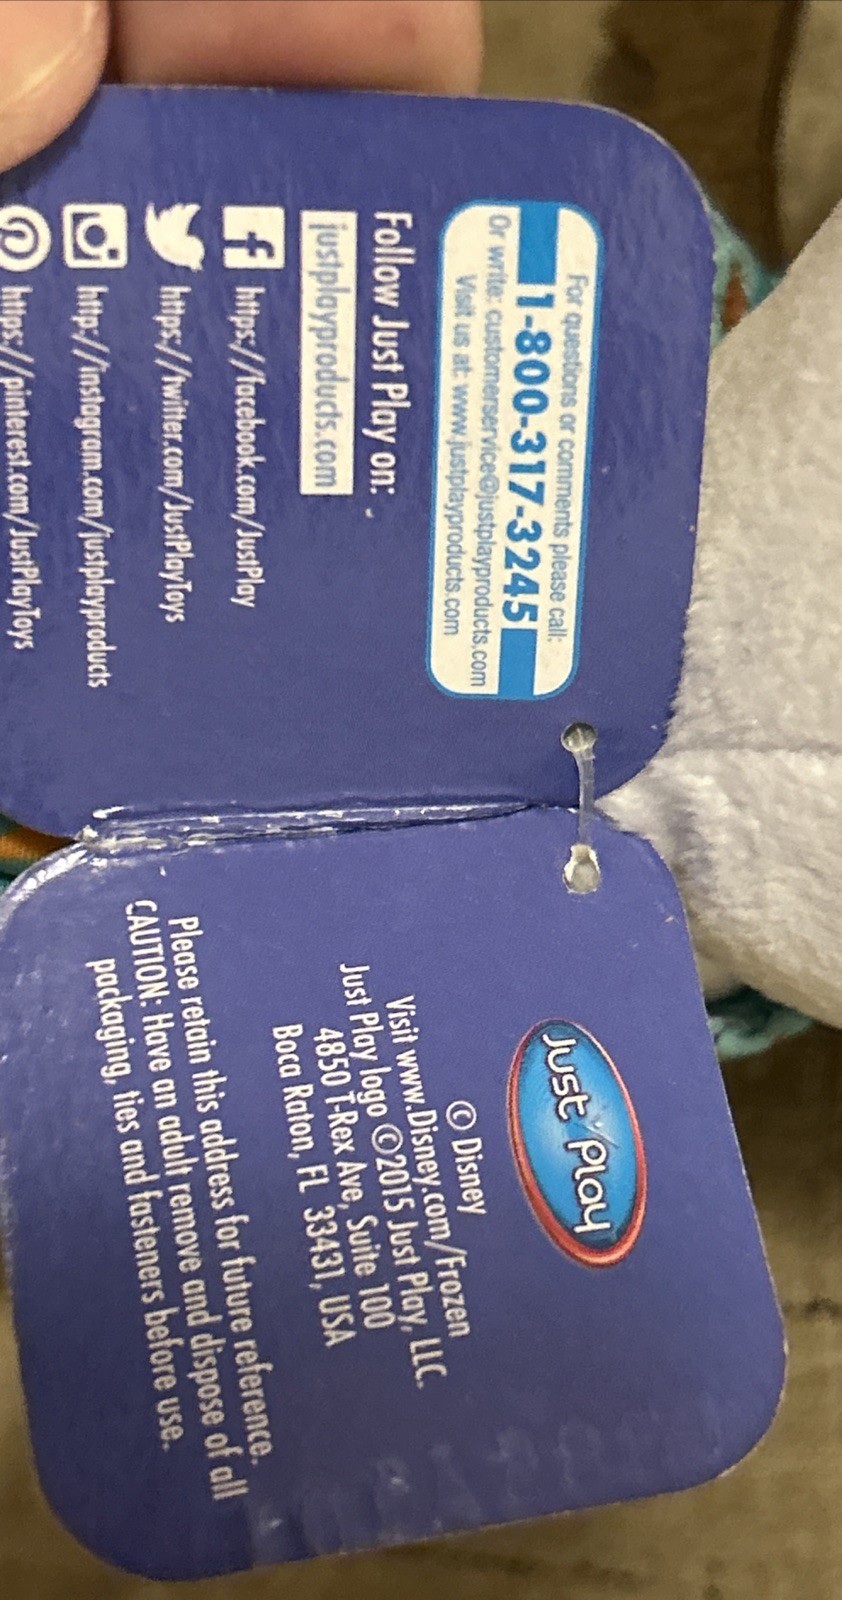 For questions or comments please call:
1-800-317-3245
Or write: customerservice@justplayproducts.com
Visit us at: www.justplayproducts.com
Follow Just Play on:
justplayproducts.com
https://facebook.com/JustPlay
https://twitter.com/JustPlayToys
http://instagram.com/justplayproducts
https://pinterest.com/JustPlayToys
Just Play
© Disney
Visit www.Disney.com/Frozen
Just Play logo ©2015 Just Play, LLC.
4850 T-Rex Ave, Suite 100
Boca Raton, FL 33431, USA
Please retain this address for future reference.
CAUTION: Have an adult remove and dispose of all
packaging, ties and fasteners before use.